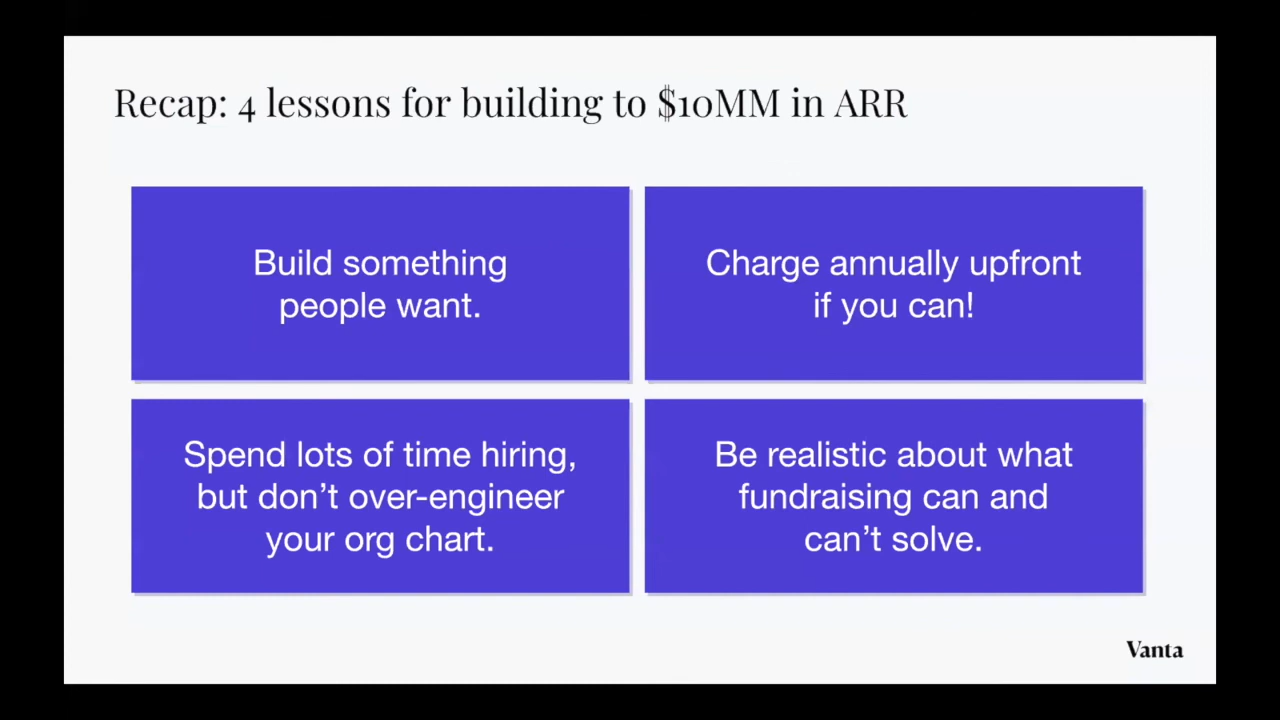 Recap: 4 lessons for building to $10MM in ARR
Build something
people want.
Charge annually upfront
if you can!
Spend lots of time hiring,
but don’t over-engineer
your org chart.
Be realistic about what
fundraising can and
can’t solve.
Vanta